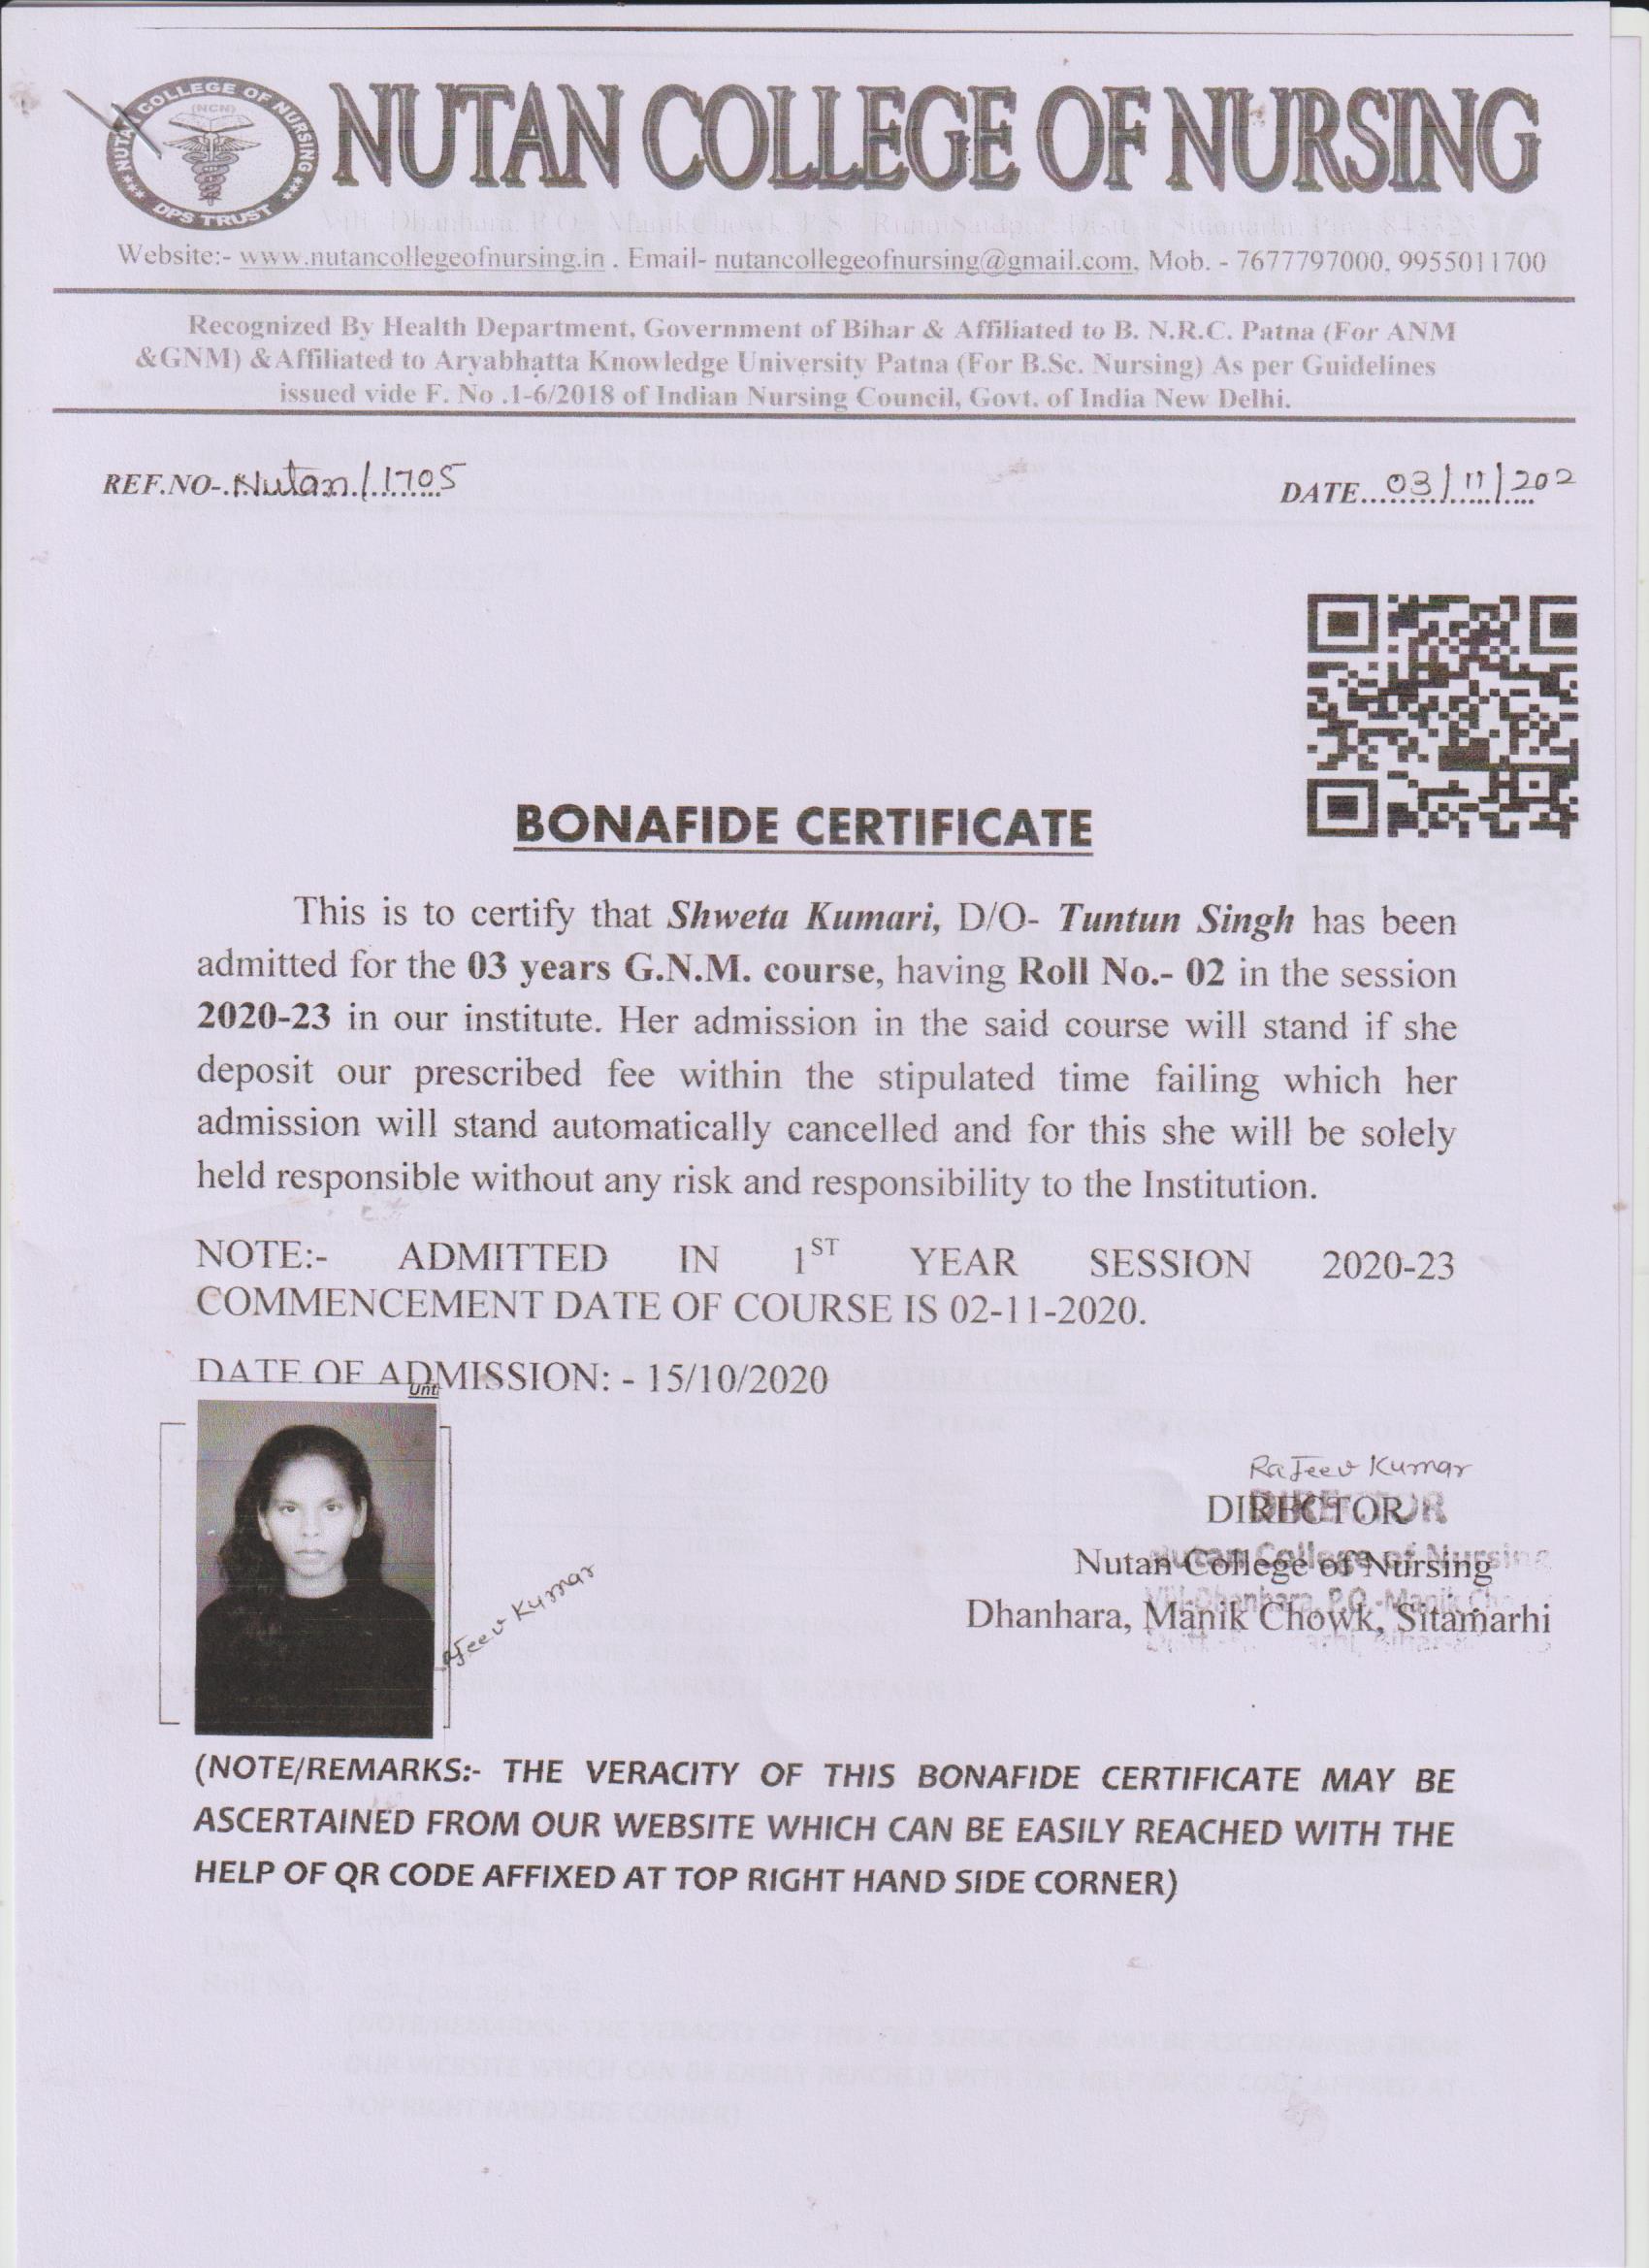 NUTAN COLLEGE OF NURSING
(NCN)
DPS TRUST
NUTAN COLLEGE OF NURSING
Vill- Dhanhara, P.O.- Manik Chowk, P.S.- Runni Saidpur, Distt.- Sitamarhi, Pin- 843323
Website:- www.nutancollegeofnursing.in . Email- nutancollegeofnursing@gmail.com, Mob. - 7677797000, 9955011700
Recognized By Health Department, Government of Bihar & Affiliated to B. N.R.C. Patna (For ANM
&GNM) &Affiliated to Aryabhatta Knowledge University Patna (For B.Sc. Nursing) As per Guidelines
issued vide F. No .1-6/2018 of Indian Nursing Council, Govt. of India New Delhi.
REF.NO-..Nutan/1705
DATE...03/11/202
BONAFIDE CERTIFICATE
This is to certify that Shweta Kumari, D/O- Tuntun Singh has been
admitted for the 03 years G.N.M. course, having Roll No.- 02 in the session
2020-23 in our institute. Her admission in the said course will stand if she
deposit our prescribed fee within the stipulated time failing which her
admission will stand automatically cancelled and for this she will be solely
held responsible without any risk and responsibility to the Institution.
NOTE:- ADMITTED IN 1ST YEAR SESSION 2020-23
COMMENCEMENT DATE OF COURSE IS 02-11-2020.
DATE OF ADMISSION: - 15/10/2020
Rajeev Kumar
DIRECTOR
DIRECTOR
Nutan College of Nursing
Nutan College of Nursing
Vill-Dhanhara, P.O.-Manik
Dhanhara, Manik Chowk, Sitamarhi
ajeev Kumar
(NOTE/REMARKS:- THE VERACITY OF THIS BONAFIDE CERTIFICATE MAY BE
ASCERTAINED FROM OUR WEBSITE WHICH CAN BE EASILY REACHED WITH THE
HELP OF QR CODE AFFIXED AT TOP RIGHT HAND SIDE CORNER)